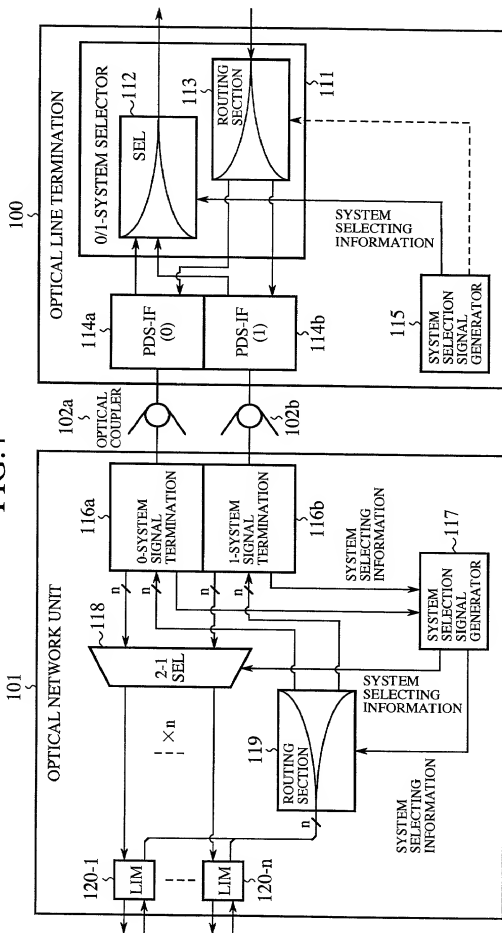 FIG.
101
OPTICAL NETWORK UNIT
120-1
LIM
120-n
LIM
118
2-1
SEL
×n
n
n
n
n
116a
0-SYSTEM
SIGNAL
TERMINATION
1-SYSTEM
SIGNAL
TERMINATION
116b
119
ROUTING
SECTION
n
SYSTEM
SELECTING
INFORMATION
SYSTEM
SELECTING
INFORMATION
SYSTEM
SELECTING
INFORMATION
117
SYSTEM
SELECTION
SIGNAL
GENERATOR
102a
OPTICAL
COUPLER
102b
100
OPTICAL LINE TERMINATION
114a
PDS-IF
(0)
PDS-IF
(1)
114b
0/1-SYSTEM SELECTOR
112
SEL
113
ROUTING
SECTION
111
SYSTEM
SELECTING
INFORMATION
115
SYSTEM
SELECTION
SIGNAL
GENERATOR